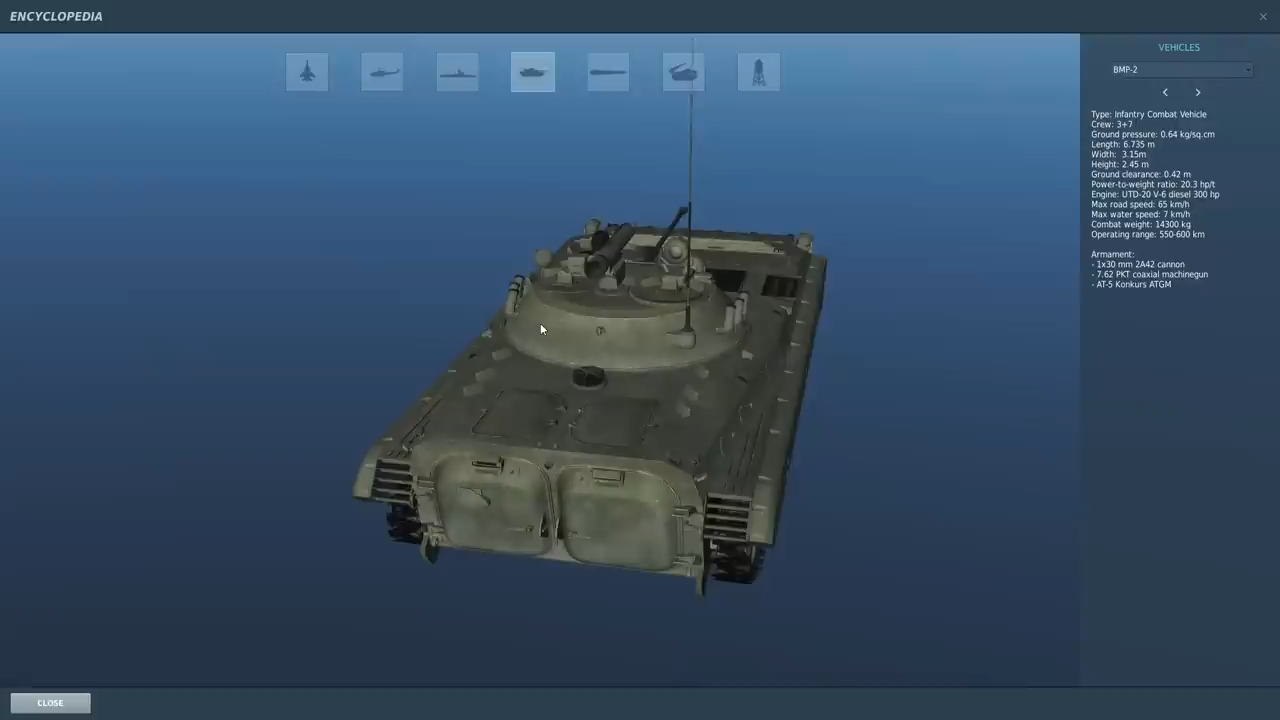 ENCYCLOPEDIA
VEHICLES
BMP-2
Type: Infantry Combat Vehicle
Crew: 3+7
Ground pressure: 0.64 kg/sq.cm
Length: 6.735 m
Width:  3.15m
Height: 2.45 m
Ground clearance: 0.42 m
Power-to-weight ratio: 20.3 hp/t
Engine: UTD-20 V-6 diesel 300 hp
Max road speed: 65 km/h
Max water speed: 7 km/h
Combat weight: 14300 kg
Operating range: 550-600 km
Armament:
- 1x30 mm 2A42 cannon
- 7.62 PKT coaxial machinegun
- AT-5 Konkurs ATGM
CLOSE